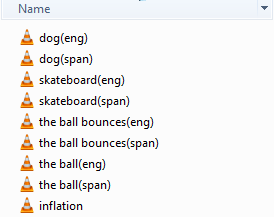 Name
dog(eng)
dog(span)
skateboard(eng)
skateboard(span)
the ball bounces(eng)
the ball bounces(span)
the ball(eng)
the ball(span)
inflation